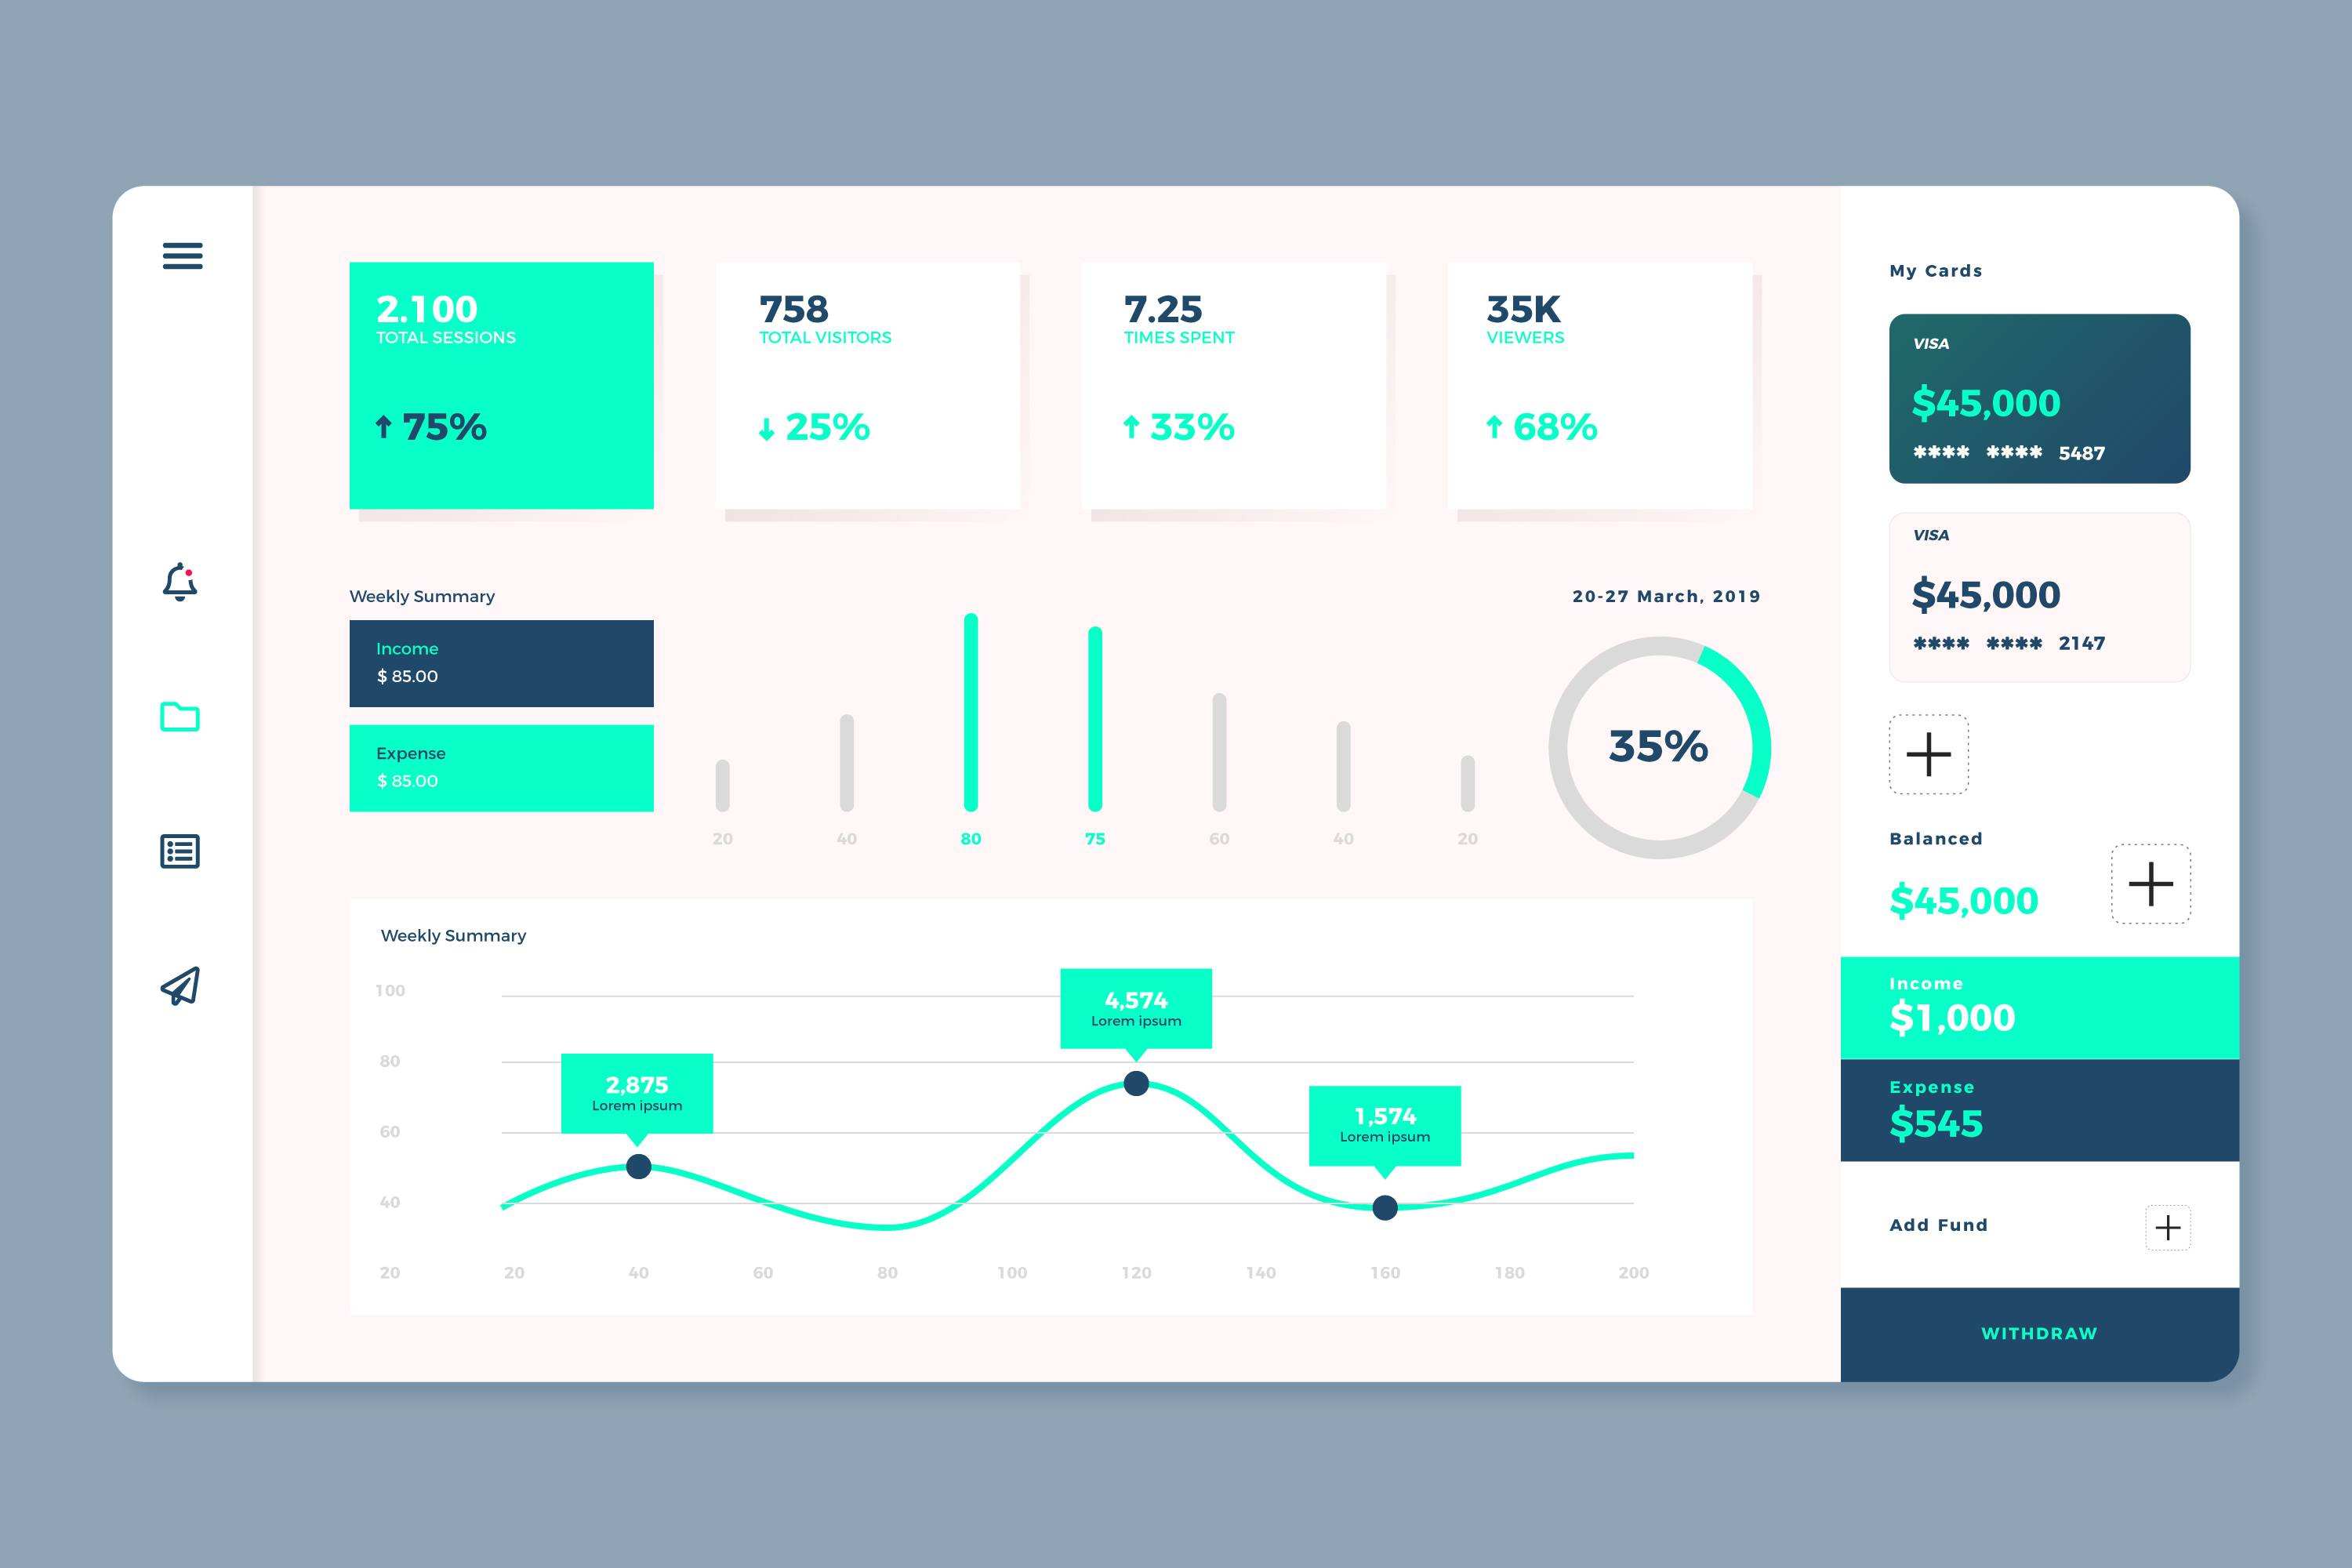 2.100
TOTAL SESSIONS
75%
758
TOTAL VISITORS
25%
7.25
TIMES SPENT
33%
35K
VIEWERS
68%
Weekly Summary
Income
$ 85.00
Expense
$ 85.00
20 40 80 75 60 40 20
20-27 March, 2019
35%
Weekly Summary
100
80
60
40
20
2,875
Lorem ipsum
4,574
Lorem ipsum
1,574
Lorem ipsum
20 40 60 80 100 120 140 160 180 200
My Cards
VISA
$45,000
**** **** 5487
VISA
$45,000
**** **** 2147
Balanced
$45,000
Income
$1,000
Expense
$545
Add Fund
WITHDRAW